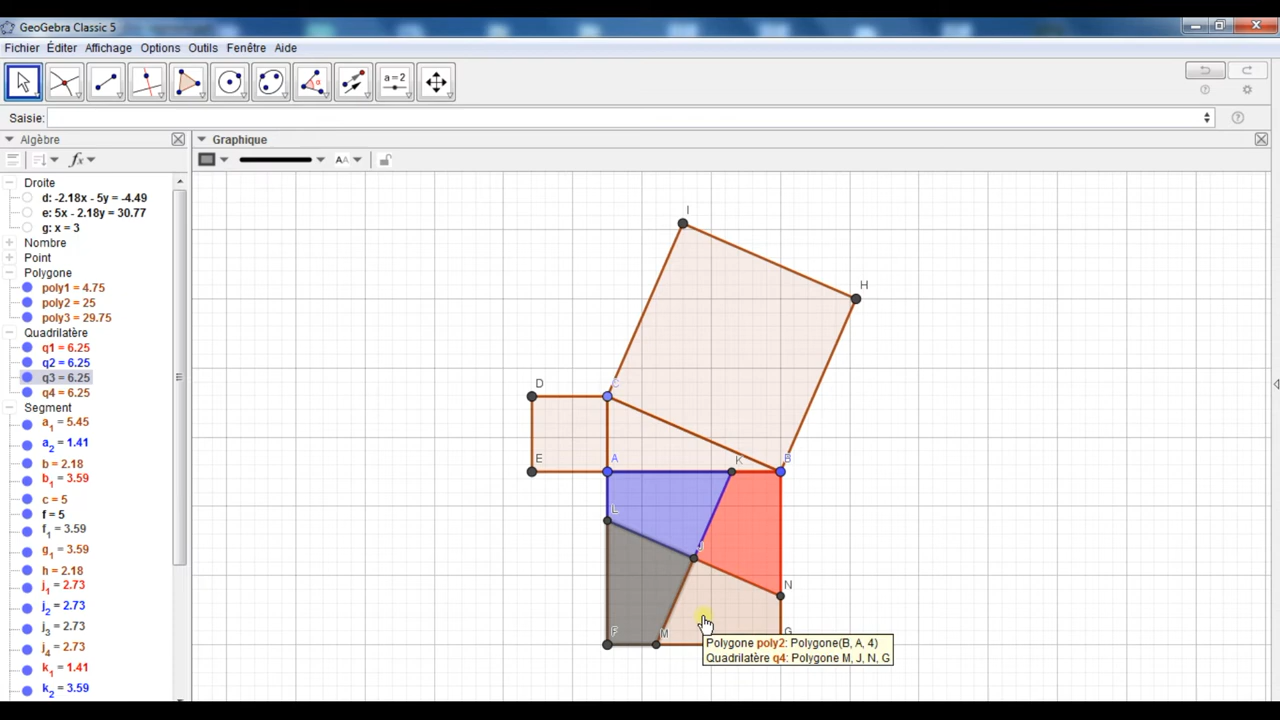 GeoGebra Classic 5
Fichier Éditer Affichage Options Outils Fenêtre Aide
a = 2
Saisie:
Algèbre
Graphique
fx
AA
Droite
d: -2.18x - 5y = -4.49
e: 5x - 2.18y = 30.77
g: x = 3
Nombre
Point
Polygone
poly1 = 4.75
poly2 = 25
poly3 = 29.75
Quadrilatère
q1 = 6.25
q2 = 6.25
q3 = 6.25
q4 = 6.25
Segment
a1 = 5.45
a2 = 1.41
b = 2.18
b1 = 3.59
c = 5
f = 5
f1 = 3.59
g1 = 3.59
h = 2.18
j1 = 2.73
j2 = 2.73
j3 = 2.73
j4 = 2.73
k1 = 1.41
k2 = 3.59
I
H
D
C
E
A
K
B
L
J
N
F
M
G
Polygone poly2: Polygone(B, A, 4)
Quadrilatère q4: Polygone M, J, N, G